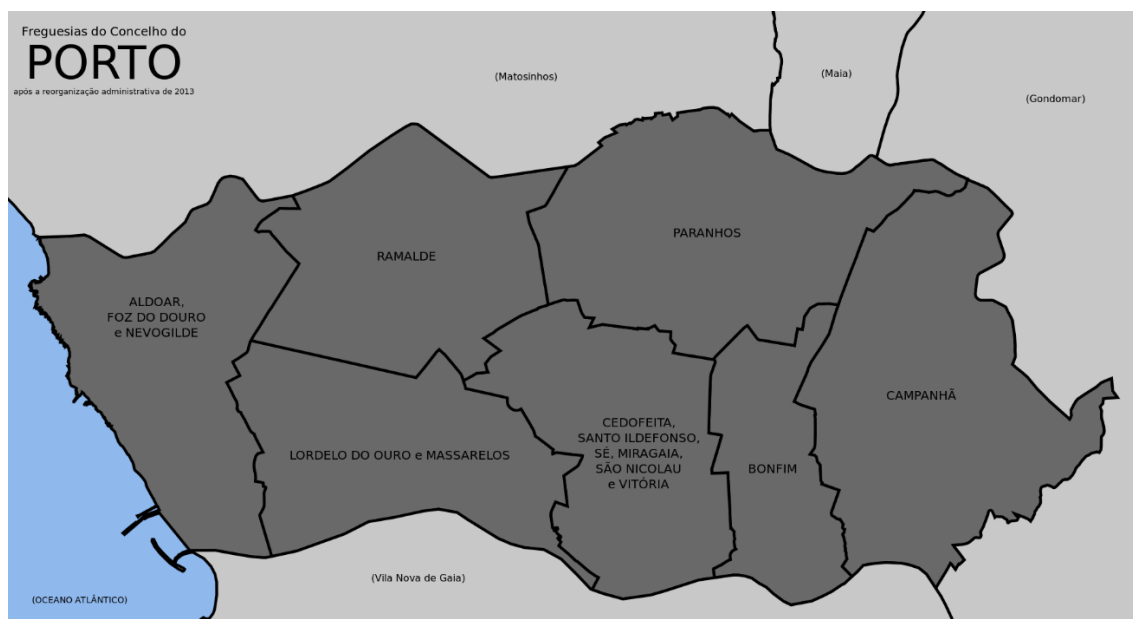 Freguesias do Concelho do
PORTO
após a reorganização administrativa de 2013
(Matosinhos)
(Maia)
(Gondomar)
PARANHOS
RAMALDE
ALDOAR,
FOZ DO DOURO
e NEVOGILDE
CAMPANHÃ
CEDOFEITA,
SANTO ILDEFONSO,
SÉ, MIRAGAIA,
SÃO NICOLAU
e VITÓRIA
LORDELO DO OURO e MASSARELOS
BONFIM
(Vila Nova de Gaia)
(OCEANO ATLÂNTICO)